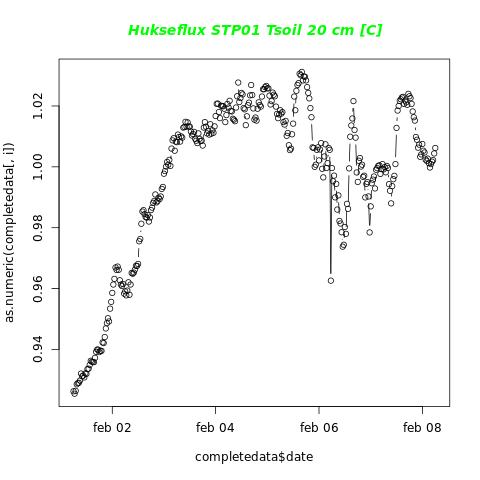 Hukseflux STP01 Tsoil 20 cm [C]
as.numeric(completedata[, i])
1.02
1.00
0.98
0.96
0.94
feb 02 feb 04 feb 06 feb 08
completedata$date